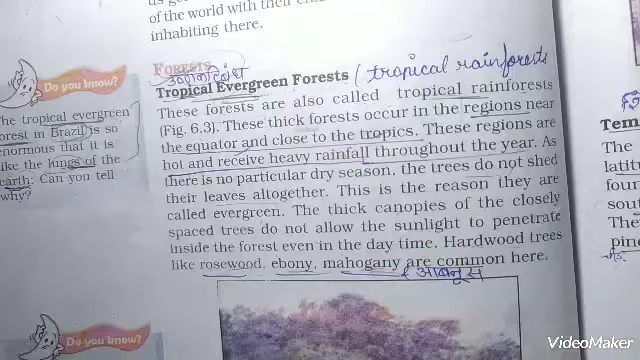 of the world with their
inhabiting there.
FORESTS
Tropical Evergreen Forests (tropical rainforests
These forests are also called tropical rainforests
(Fig. 6.3). These thick forests occur in the regions near
the equator and close to the tropics. These regions are
hot and receive heavy rainfall throughout the year. As
there is no particular dry season, the trees do not shed
their leaves altogether. This is the reason they are
called evergreen. The thick canopies of the closely
spaced trees do not allow the sunlight to penetrate
inside the forest even in the day time. Hardwood trees
like rosewood, ebony, mahogany are common here.
आबनूस
Do you know?
The tropical evergreen
forest in Brazil is so
enormous that it is
like the lungs of the
earth. Can you tell
why?
Do you know?
Tem
The
latitu
foun
sout
The
pine
VideoMaker